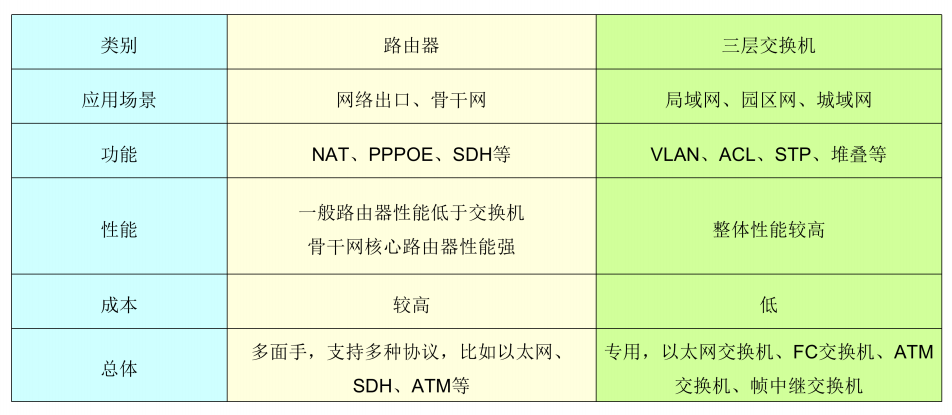 类别 路由器 三层交换机
应用场景 网络出口、骨干网 局域网、园区网、城域网
功能 NAT、PPPOE、SDH等 VLAN、ACL、STP、堆叠等
性能 一般路由器性能低于交换机
骨干网核心路由器性能强 整体性能较高
成本 较高 低
总体 多面手，支持多种协议，比如以太网、
SDH、ATM等 专用，以太网交换机、FC交换机、ATM
交换机、帧中继交换机